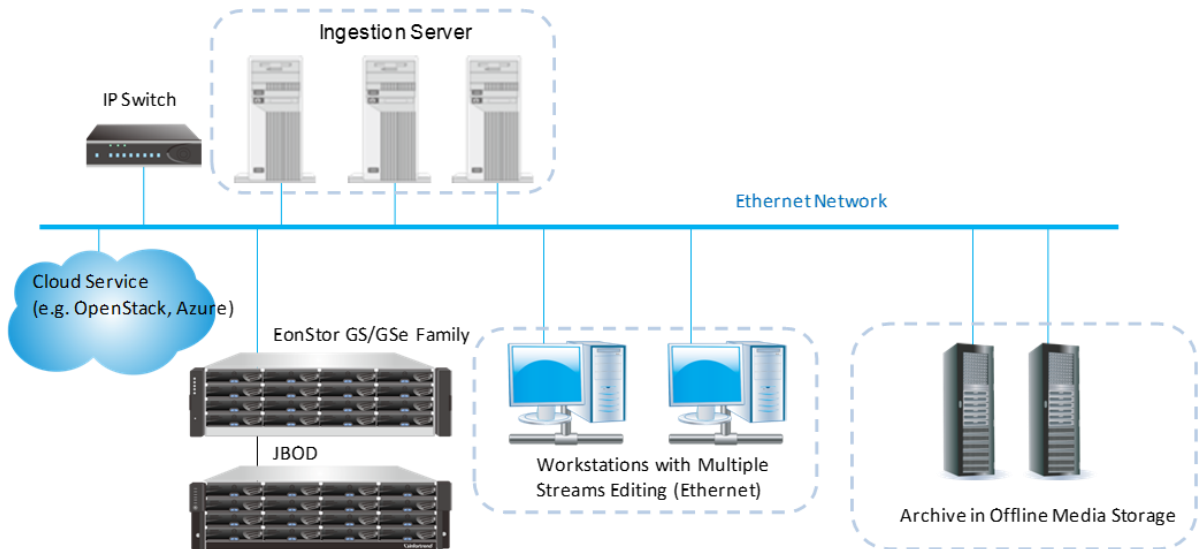 Ingestion Server
IP Switch
Ethernet Network
Cloud Service
(e.g. OpenStack, Azure)
EonStor GS/GSe Family
JBOD
Workstations with Multiple
Streams Editing (Ethernet)
Archive in Offline Media Storage